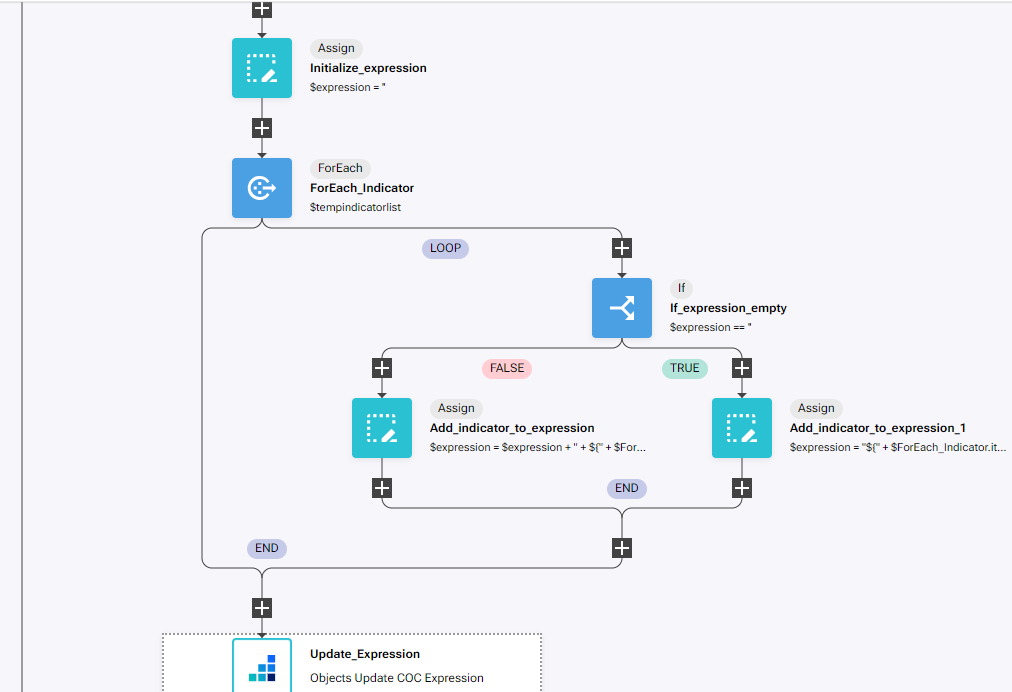 Assign
Initialize_expression
$expression = ''
ForEach
ForEach_Indicator
$tempindicatorlist
LOOP
If
If_expression_empty
$expression == ''
FALSE
TRUE
Assign
Add_indicator_to_expression
$expression = $expression + " + ${" + $For...
Assign
Add_indicator_to_expression_1
$expression = "${" + $ForEach_Indicator.it...
END
END
Update_Expression
Objects Update COC Expression